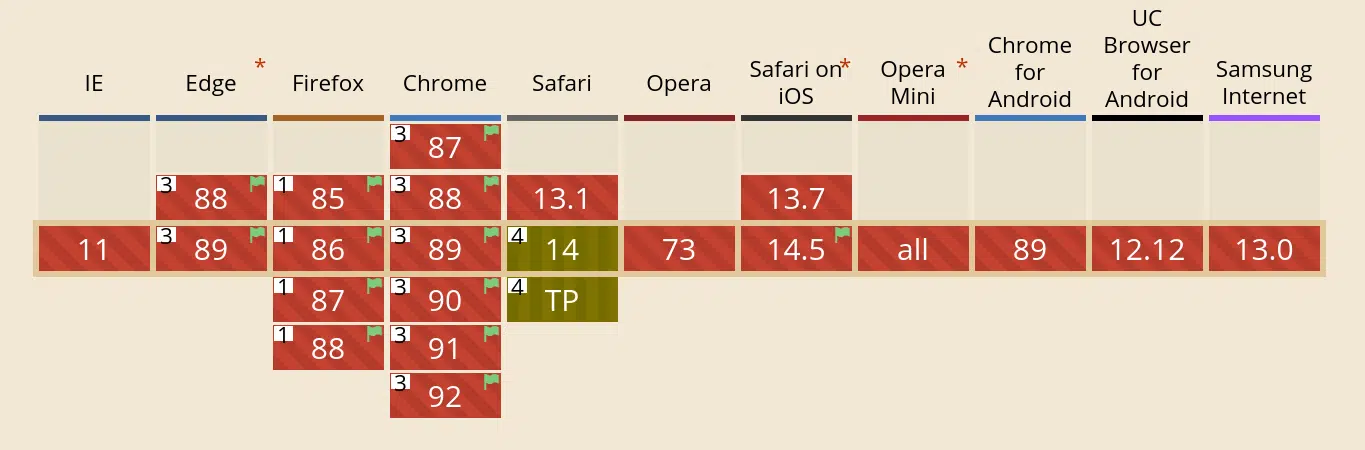 IE
Edge *
Firefox
Chrome
Safari
Opera
Safari on*
iOS
Opera *
Mini
Chrome
for
Android
UC
Browser
for
Android
Samsung
Internet
3 87
3 88
1 85
3 88
13.1
13.7
11
3 89
1 86
3 89
4 14
73
14.5
all
89
12.12
13.0
1 87
3 90
4 TP
1 88
3 91
3 92